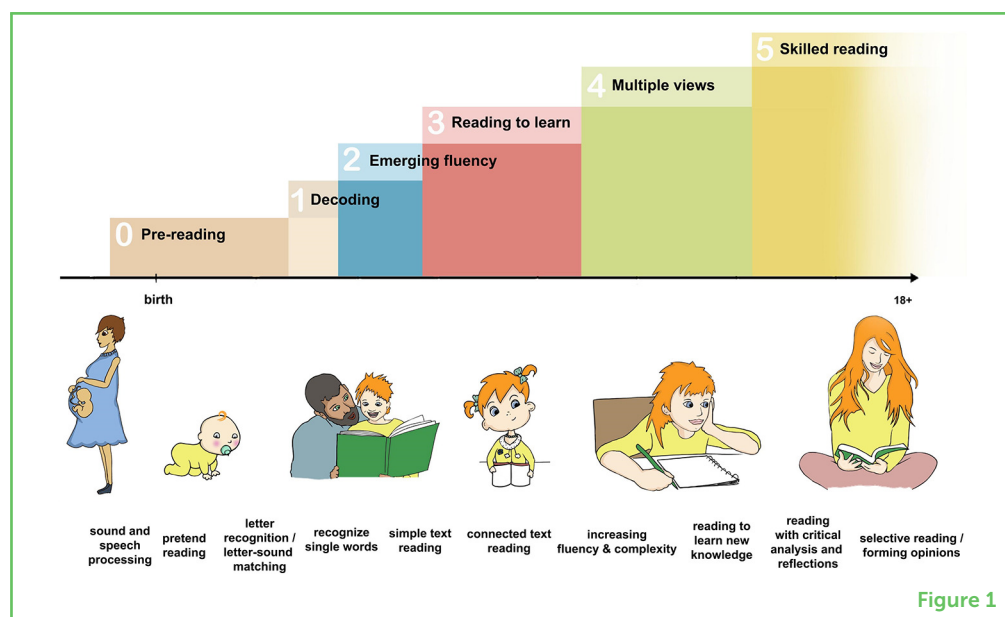 5 Skilled reading
4 Multiple views
3 Reading to learn
2 Emerging fluency
1 Decoding
0 Pre-reading
birth
18+
sound and
speech
processing
pretend
reading
letter
recognition /
letter-sound
matching
recognize
single words
simple text
reading
connected text
reading
increasing
fluency & complexity
reading to
learn new
knowledge
reading
with critical
analysis and
reflections
selective reading /
forming opinions
Figure 1